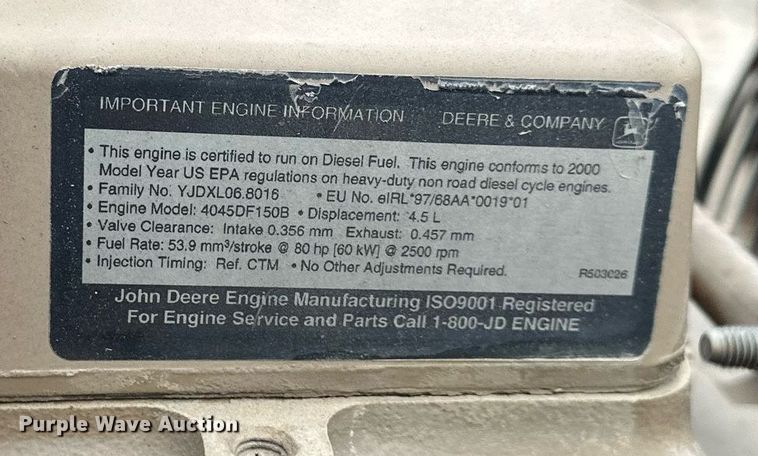 IMPORTANT ENGINE INFORMATION DEERE & COMPANY
• This engine is certified to run on Diesel Fuel. This engine conforms to 2000
Model Year US EPA regulations on heavy-duty non road diesel cycle engines.
• Family No. YJDXL06.8016 • EU No. eIRL*97/68AA*0019*01
• Engine Model: 4045DF150B • Displacement: 4.5 L
• Valve Clearance: Intake 0.356 mm Exhaust: 0.457 mm
• Fuel Rate: 53.9 mm³/stroke @ 80 hp [60 kW] @ 2500 rpm
• Injection Timing: Ref. CTM • No Other Adjustments Required.
R503026
John Deere Engine Manufacturing ISO9001 Registered
For Engine Service and Parts Call 1-800-JD ENGINE
Purple Wave Auction